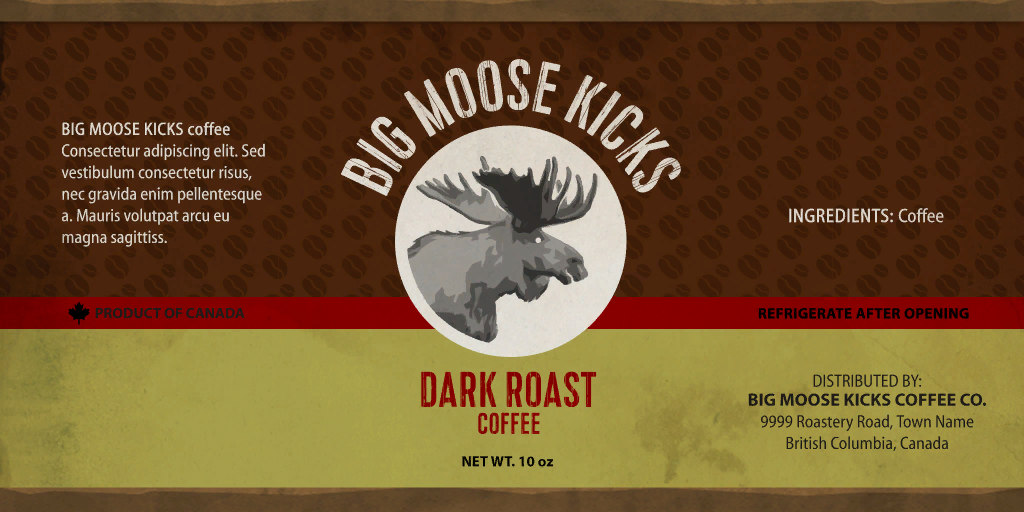 BIG MOOSE KICKS
BIG MOOSE KICKS coffee
Consectetur adipiscing elit. Sed
vestibulum consectetur risus,
nec gravida enim pellentesque
a. Mauris volutpat arcu eu
magna sagittiss.
INGREDIENTS: Coffee
PRODUCT OF CANADA
REFRIGERATE AFTER OPENING
DARK ROAST
COFFEE
NET WT. 10 oz
DISTRIBUTED BY:
BIG MOOSE KICKS COFFEE CO.
9999 Roastery Road, Town Name
British Columbia, Canada